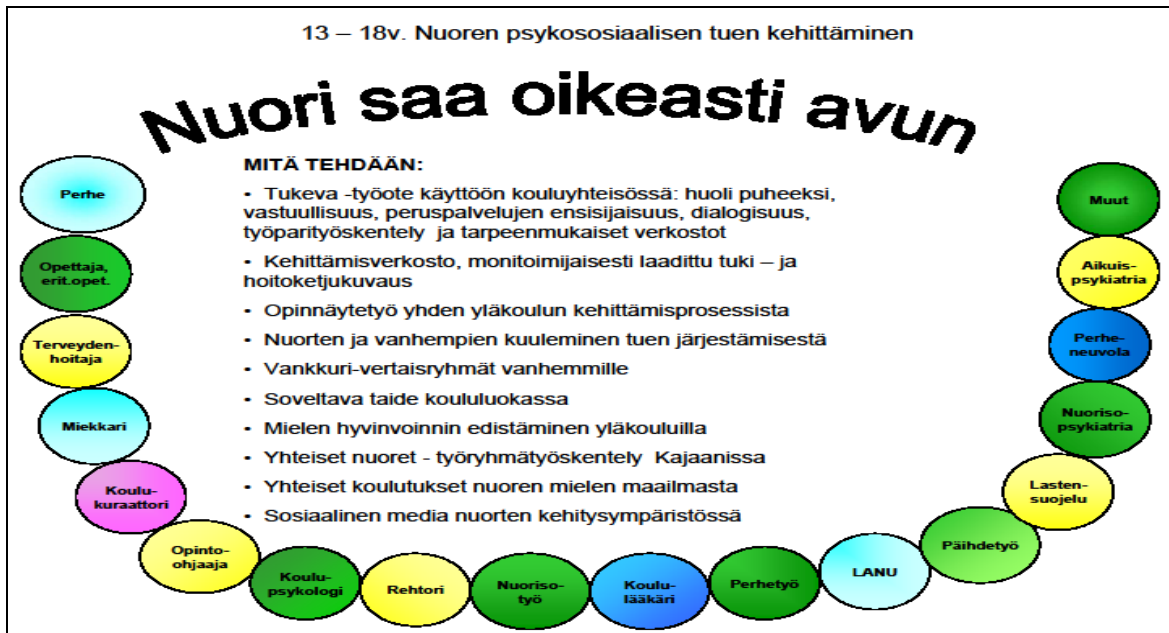 13 – 18v. Nuoren psykososiaalisen tuen kehittäminen
Nuori saa oikeasti avun
MITÄ TEHDÄÄN:
• Tukeva -työote käyttöön kouluyhteisössä: huoli puheeksi,
vastuullisuus, peruspalvelujen ensisijaisuus, dialogisuus,
työparityöskentely ja tarpeenmukaiset verkostot
• Kehittämisverkosto, monitoimijaisesti laadittu tuki – ja
hoitoketjukuvaus
• Opinnäytetyö yhden yläkoulun kehittämisprosessista
• Nuorten ja vanhempien kuuleminen tuen järjestämisestä
• Vankkuri-vertaisryhmät vanhemmille
• Soveltava taide koululuokassa
• Mielen hyvinvoinnin edistäminen yläkouluilla
• Yhteiset nuoret - työryhmätyöskentely Kajaanissa
• Yhteiset koulutukset nuoren mielen maailmasta
• Sosiaalinen media nuorten kehitysympäristössä
Perhe
Opettaja,
erit.opet.
Terveyden-
hoitaja
Miekkari
Koulu-
kuraattori
Opinto-
ohjaaja
Koulu-
psykologi
Rehtori
Nuoriso-
työ
Koulu-
lääkäri
Perhetyö
LANU
Päihdetyö
Lasten-
suojelu
Nuoriso-
psykiatria
Perhe-
neuvola
Aikuis-
psykiatria
Muut